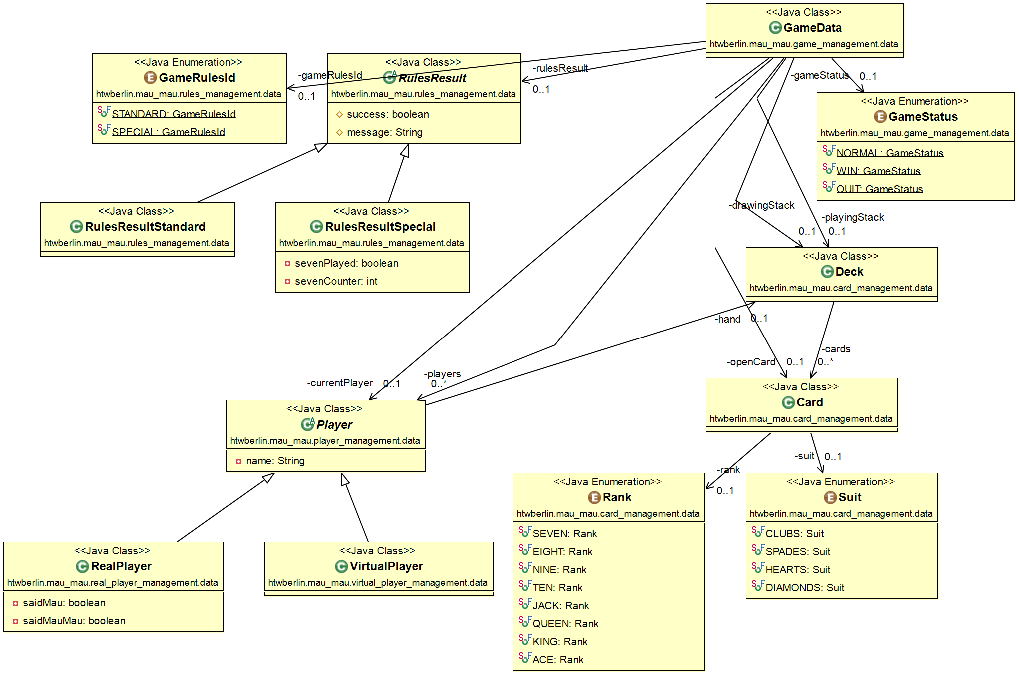 <<Java Class>>
GameData
htwberlin.mau_mau.game_management.data
<<Java Enumeration>>
GameRulesId
htwberlin.mau_mau.rules_management.data
STANDARD: GameRulesId
SPECIAL: GameRulesId
<<Java Class>>
RulesResult
htwberlin.mau_mau.rules_management.data
success: boolean
message: String
-gameRulesId
0..1
-rulesResult
0..1
-gameStatus
0..1
<<Java Enumeration>>
GameStatus
htwberlin.mau_mau.game_management.data
NORMAL: GameStatus
WIN: GameStatus
QUIT: GameStatus
<<Java Class>>
RulesResultStandard
htwberlin.mau_mau.rules_management.data
<<Java Class>>
RulesResultSpecial
htwberlin.mau_mau.rules_management.data
sevenPlayed: boolean
sevenCounter: int
-drawingStack
0..1
-playingStack
0..1
<<Java Class>>
Deck
htwberlin.mau_mau.card_management.data
-hand
0..1
-cards
0..*
-openCard
0..1
-currentPlayer
0..1
-players
0..*
<<Java Class>>
Card
htwberlin.mau_mau.card_management.data
<<Java Class>>
Player
htwberlin.mau_mau.player_management.data
name: String
-rank
0..1
-suit
0..1
<<Java Enumeration>>
Rank
htwberlin.mau_mau.card_management.data
SEVEN: Rank
EIGHT: Rank
NINE: Rank
TEN: Rank
JACK: Rank
QUEEN: Rank
KING: Rank
ACE: Rank
<<Java Enumeration>>
Suit
htwberlin.mau_mau.card_management.data
CLUBS: Suit
SPADES: Suit
HEARTS: Suit
DIAMONDS: Suit
<<Java Class>>
RealPlayer
htwberlin.mau_mau.real_player_management.data
saidMau: boolean
saidMauMau: boolean
<<Java Class>>
VirtualPlayer
htwberlin.mau_mau.virtual_player_management.data